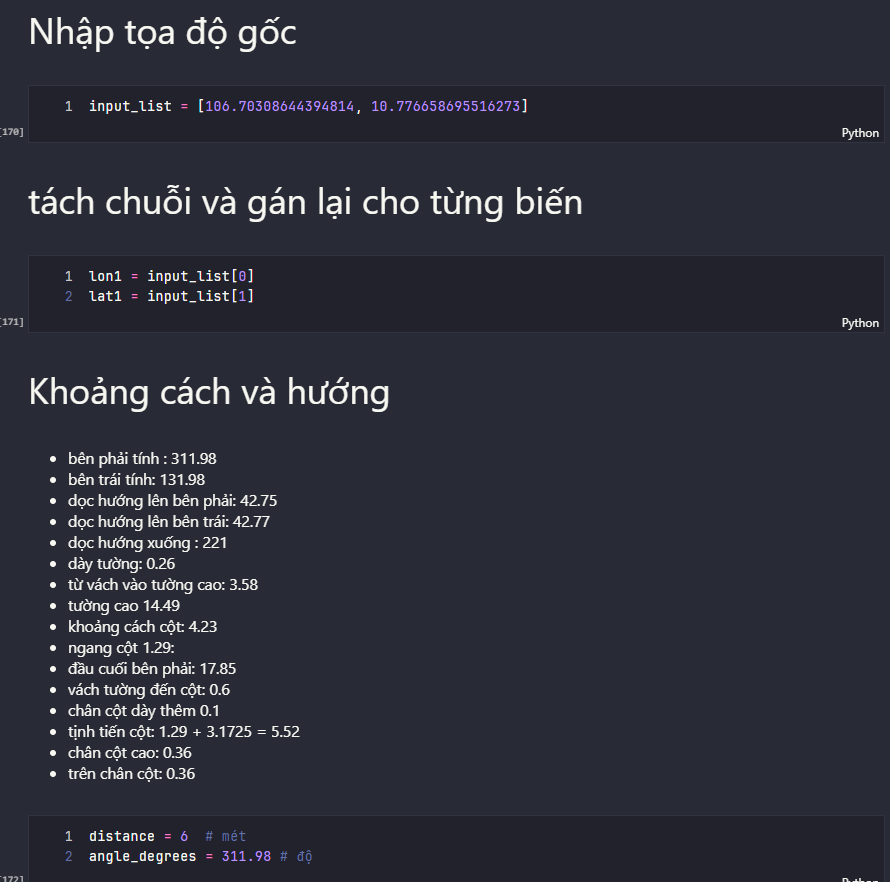 Nhập tọa độ gốc
1 input_list = [106.70308644394814, 10.776658695516273]
[170]
Python
tách chuỗi và gán lại cho từng biến
1 lon1 = input_list[0]
2 lat1 = input_list[1]
[171]
Python
Khoảng cách và hướng
• bên phải tính : 311.98
• bên trái tính: 131.98
• dọc hướng lên bên phải: 42.75
• dọc hướng lên bên trái: 42.77
• dọc hướng xuống : 221
• dày tường: 0.26
• từ vách vào tường cao: 3.58
• tường cao 14.49
• khoảng cách cột: 4.23
• ngang cột 1.29:
• đầu cuối bên phải: 17.85
• vách tường đến cột: 0.6
• chân cột dày thêm 0.1
• tịnh tiến cột: 1.29 + 3.1725 = 5.52
• chân cột cao: 0.36
• trên chân cột: 0.36
1 distance = 6 # mét
2 angle_degrees = 311.98 # độ
[172]
Python